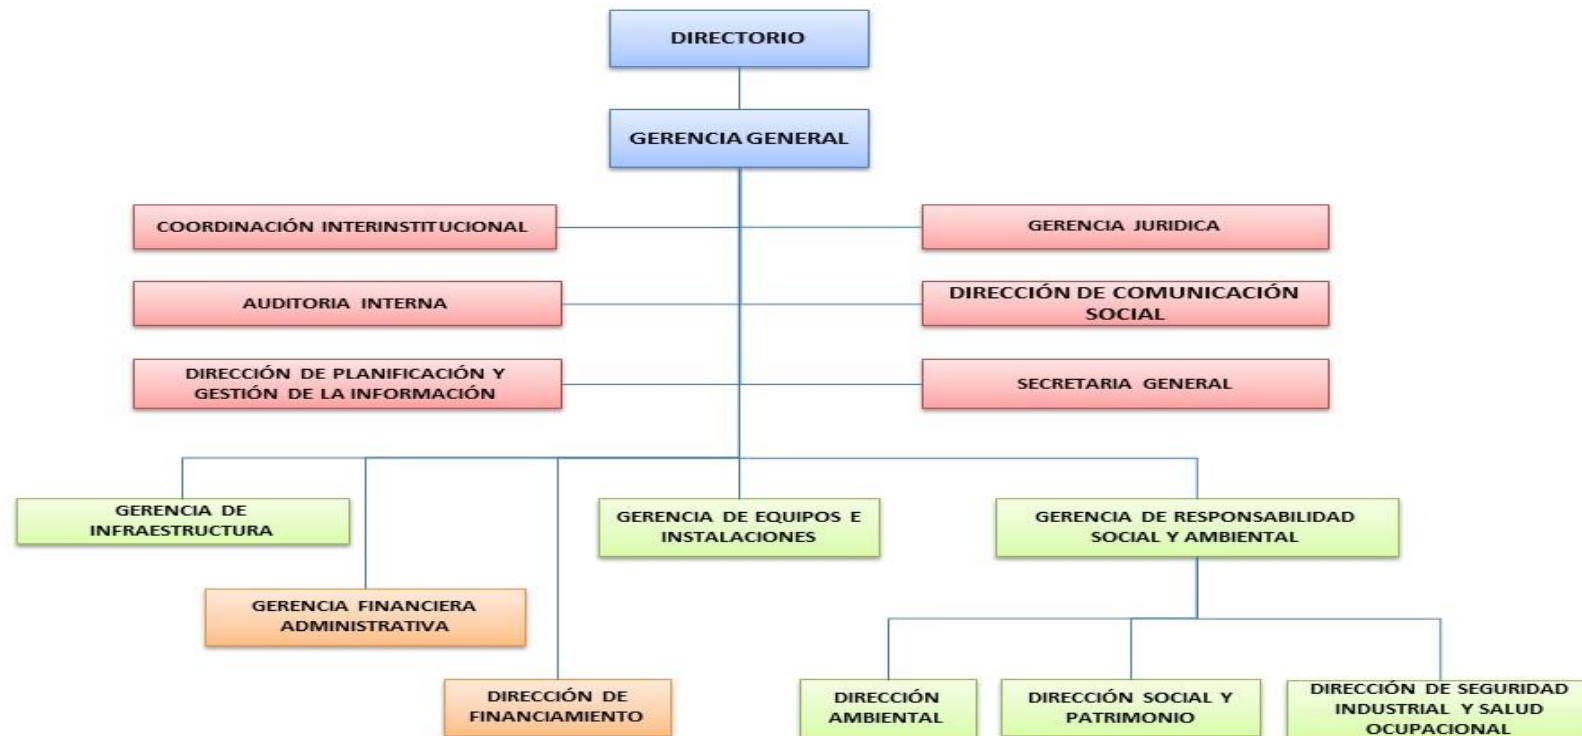 DIRECTORIO
GERENCIA GENERAL
COORDINACIÓN INTERINSTITUCIONAL
GERENCIA JURIDICA
AUDITORIA INTERNA
DIRECCIÓN DE COMUNICACIÓN
SOCIAL
DIRECCIÓN DE PLANIFICACIÓN Y
GESTIÓN DE LA INFORMACIÓN
SECRETARIA GENERAL
GERENCIA DE
INFRAESTRUCTURA
GERENCIA DE EQUIPOS E
INSTALACIONES
GERENCIA DE RESPONSABILIDAD
SOCIAL Y AMBIENTAL
GERENCIA FINANCIERA
ADMINISTRATIVA
DIRECCIÓN DE
FINANCIAMIENTO
DIRECCIÓN
AMBIENTAL
DIRECCIÓN SOCIAL Y
PATRIMONIO
DIRECCIÓN DE SEGURIDAD
INDUSTRIAL Y SALUD
OCUPACIONAL